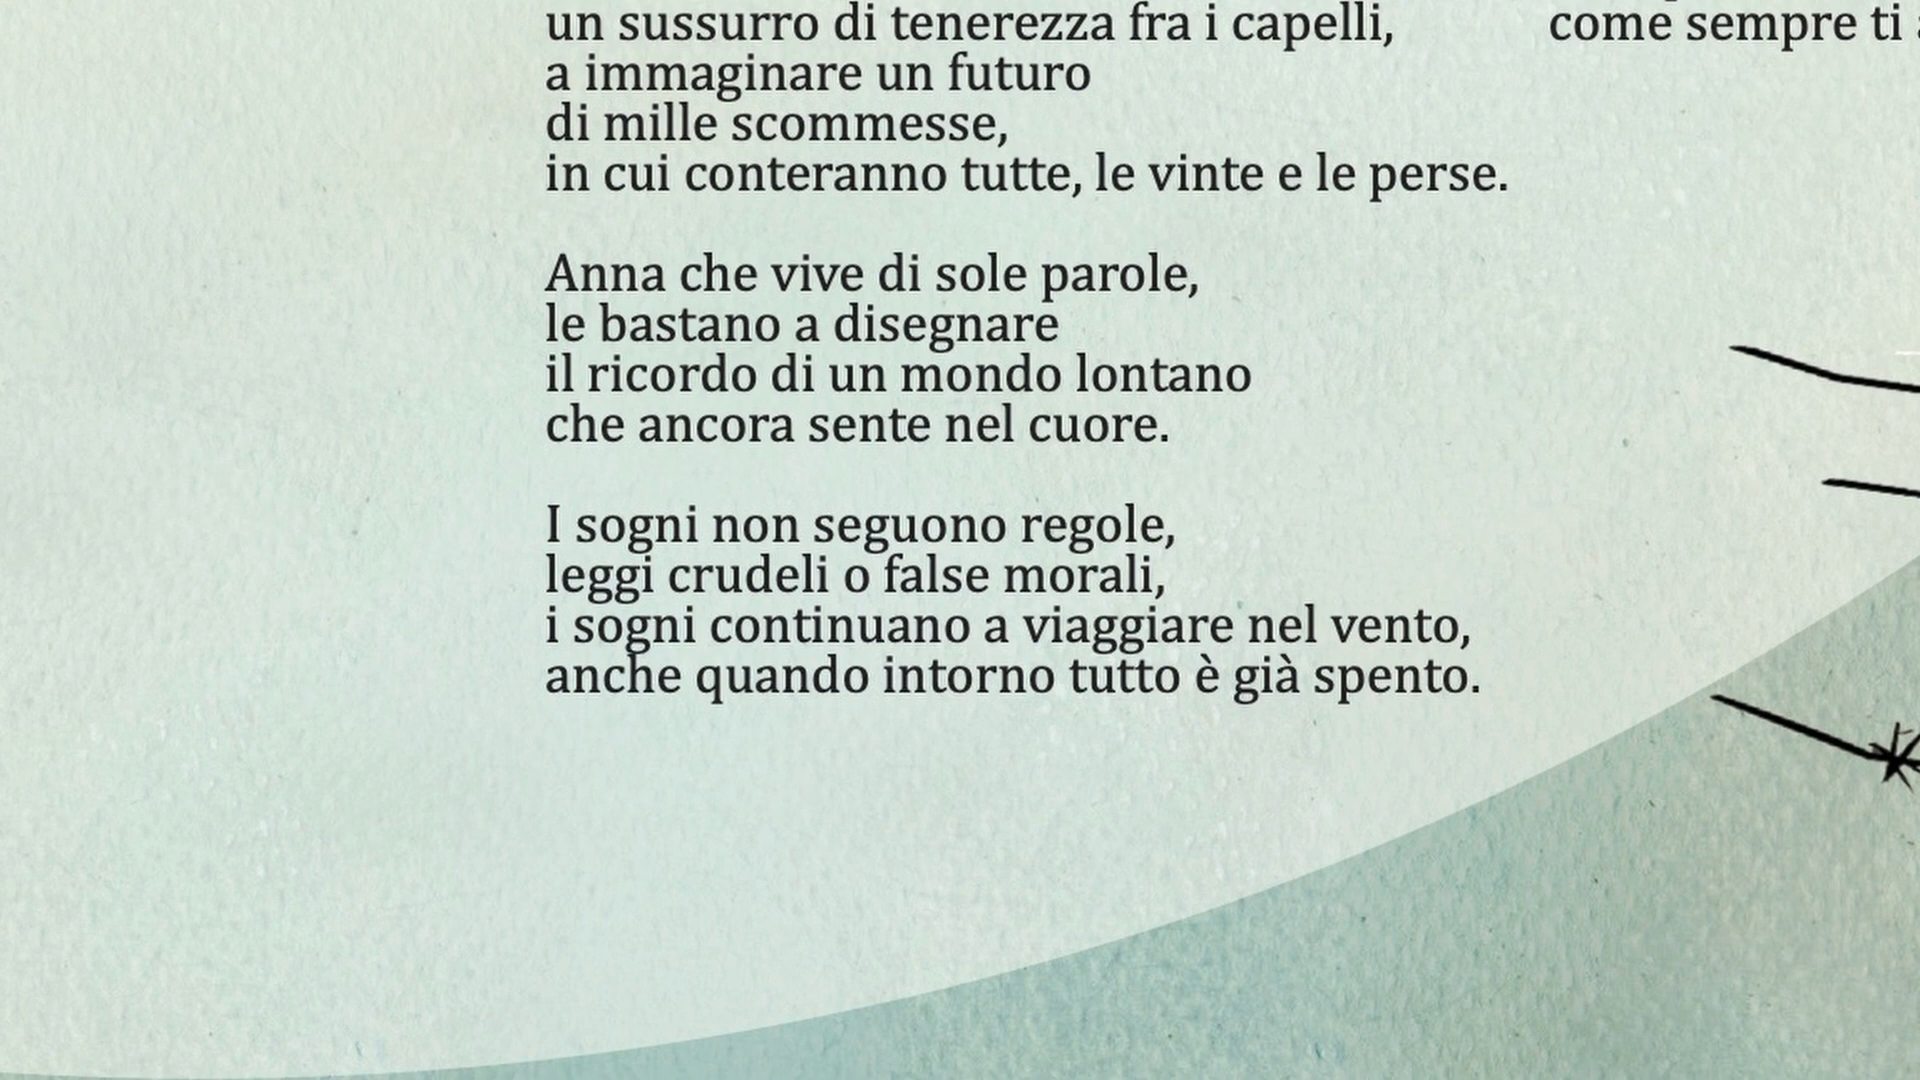 un sussurro di tenerezza fra i capelli,
a immaginare un futuro
di mille scommesse,
in cui conteranno tutte, le vinte e le perse.
Anna che vive di sole parole,
le bastano a disegnare
il ricordo di un mondo lontano
che ancora sente nel cuore.
I sogni non seguono regole,
leggi crudeli o false morali,
i sogni continuano a viaggiare nel vento,
anche quando intorno tutto è già spento.
come sempre ti